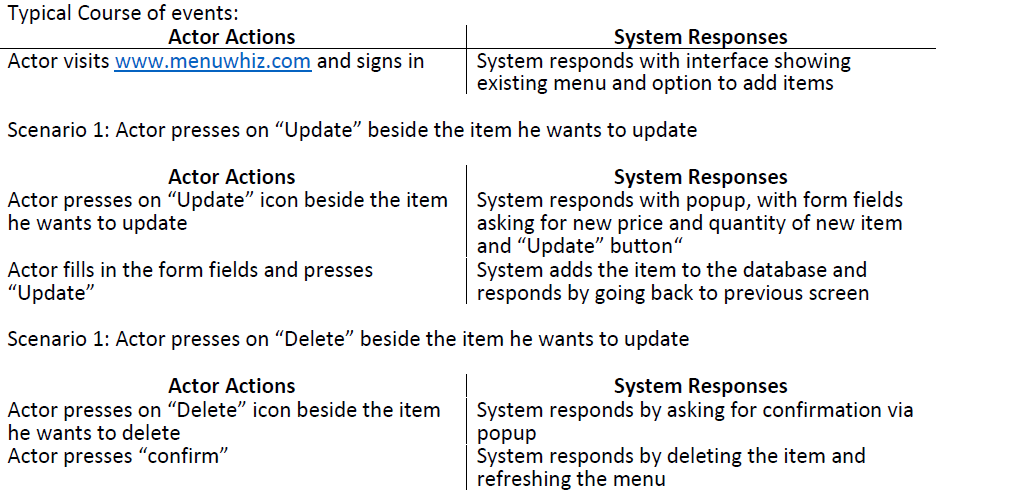 Typical Course of events:
Actor Actions System Responses
Actor visits www.menuwhiz.com and signs in
System responds with interface showing
existing menu and option to add items
Scenario 1: Actor presses on “Update” beside the item he wants to update
Actor Actions System Responses
Actor presses on “Update” icon beside the item
he wants to update
System responds with popup, with form fields
asking for new price and quantity of new item
and “Update” button“
Actor fills in the form fields and presses
“Update”
System adds the item to the database and
responds by going back to previous screen
Scenario 1: Actor presses on “Delete” beside the item he wants to update
Actor Actions System Responses
Actor presses on “Delete” icon beside the item
he wants to delete
System responds by asking for confirmation via
popup
Actor presses “confirm”
System responds by deleting the item and
refreshing the menu